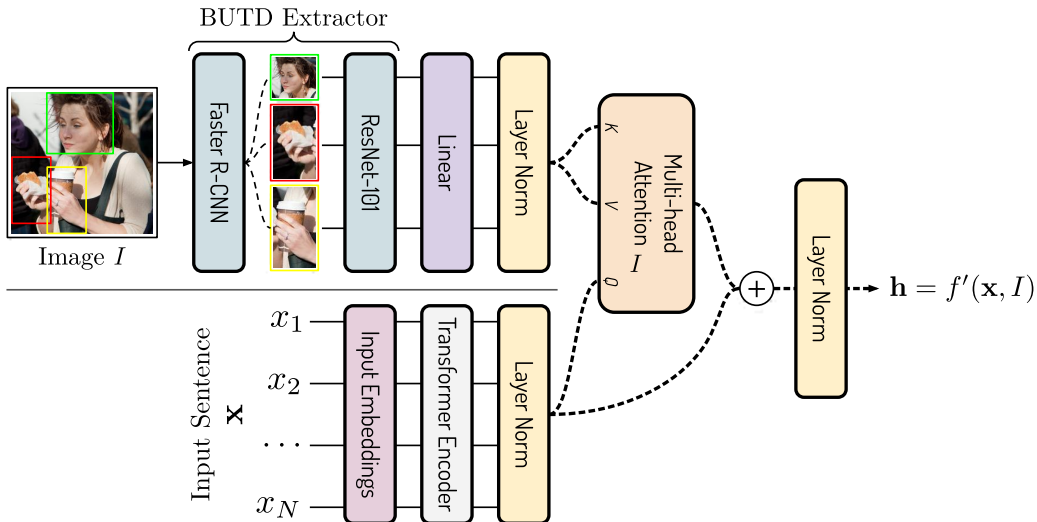 BUTD Extractor
Image I
Faster R-CNN
ResNet-101
Linear
Layer Norm
K
V
Q
Multi-head
Attention
I
Layer Norm
h = f′(x, I)
Input Sentence
x
x₁
x₂
...
x_N
Input Embeddings
Transformer Encoder
Layer Norm
+